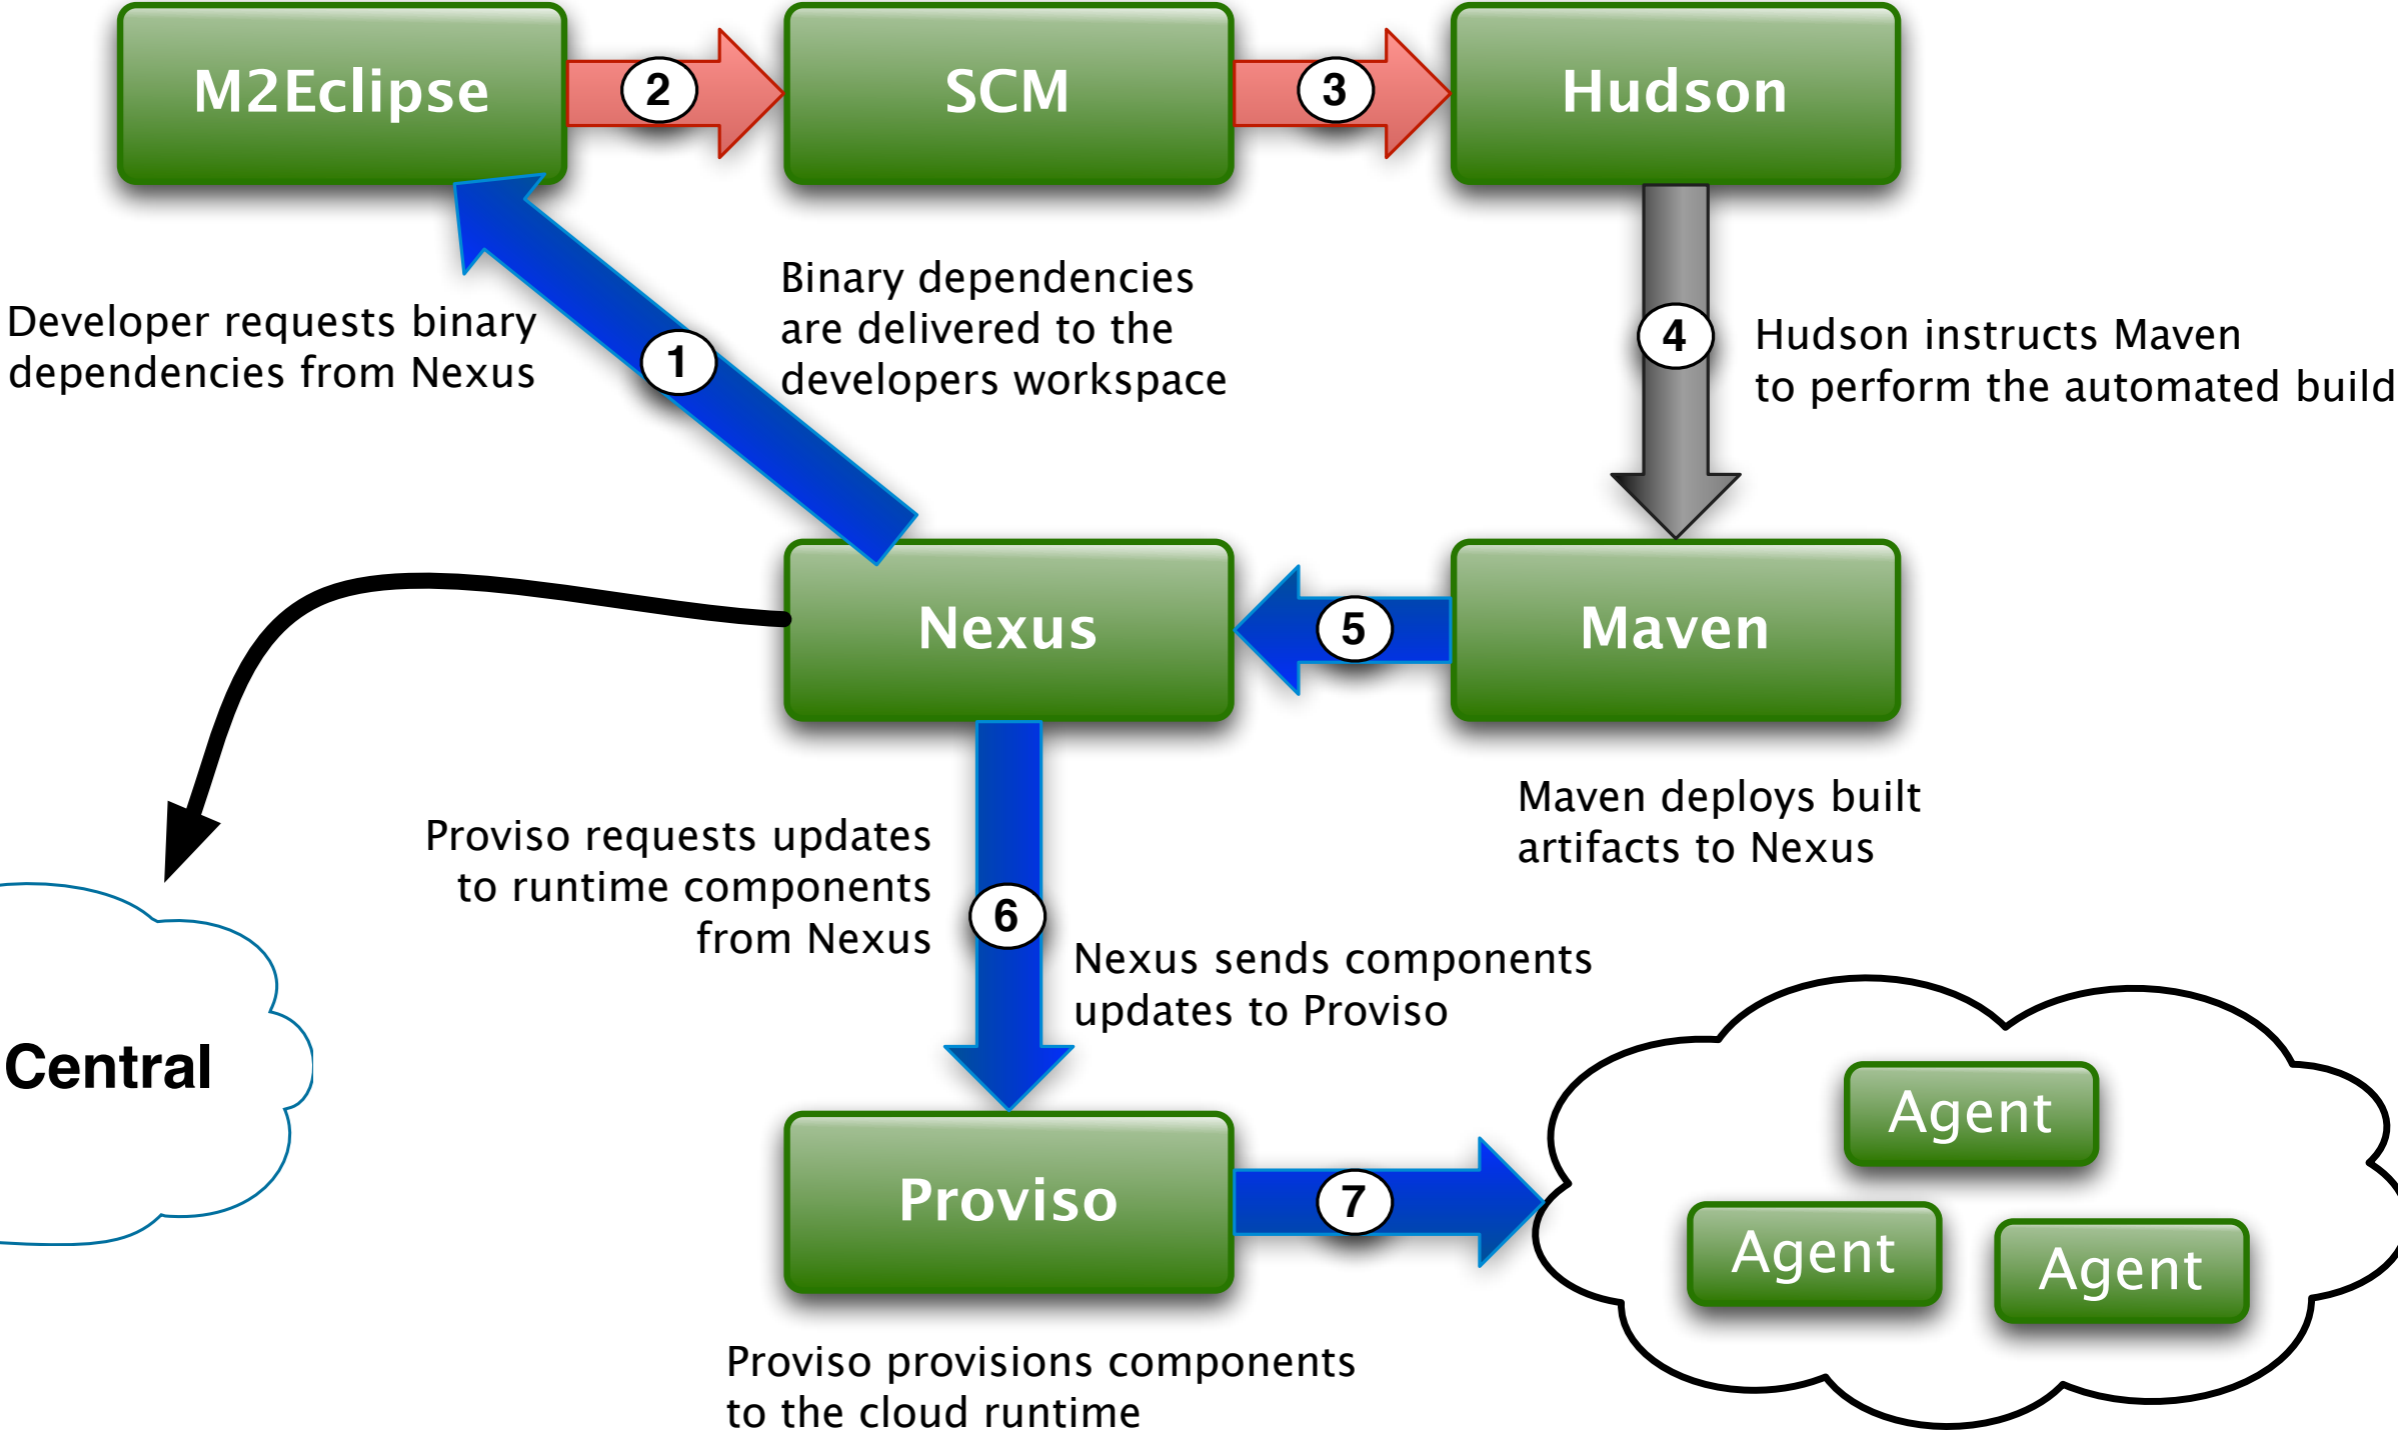 M2Eclipse
2
SCM
3
Hudson
Developer requests binary
dependencies from Nexus
1
Binary dependencies
are delivered to the
developers workspace
4
Hudson instructs Maven
to perform the automated build
Nexus
5
Maven
Maven deploys built
artifacts to Nexus
Proviso requests updates
to runtime components
from Nexus
6
Nexus sends components
updates to Proviso
Central
Proviso
7
Agent
Agent
Agent
Proviso provisions components
to the cloud runtime